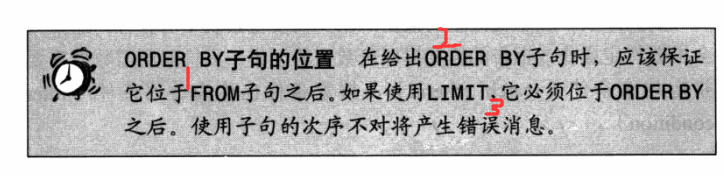 ORDER BY子句的位置 在给出ORDER BY子句时，应该保证
它位于FROM子句之后。如果使用LIMIT，它必须位于ORDER BY
之后。使用子句的次序不对将产生错误消息。